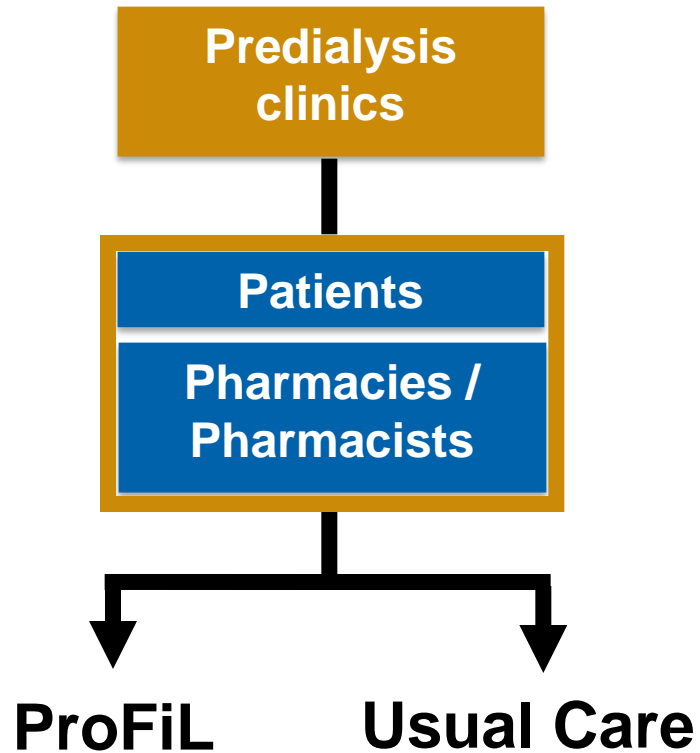 Predialysis
clinics
Patients
Pharmacies /
Pharmacists
ProFiL
Usual Care